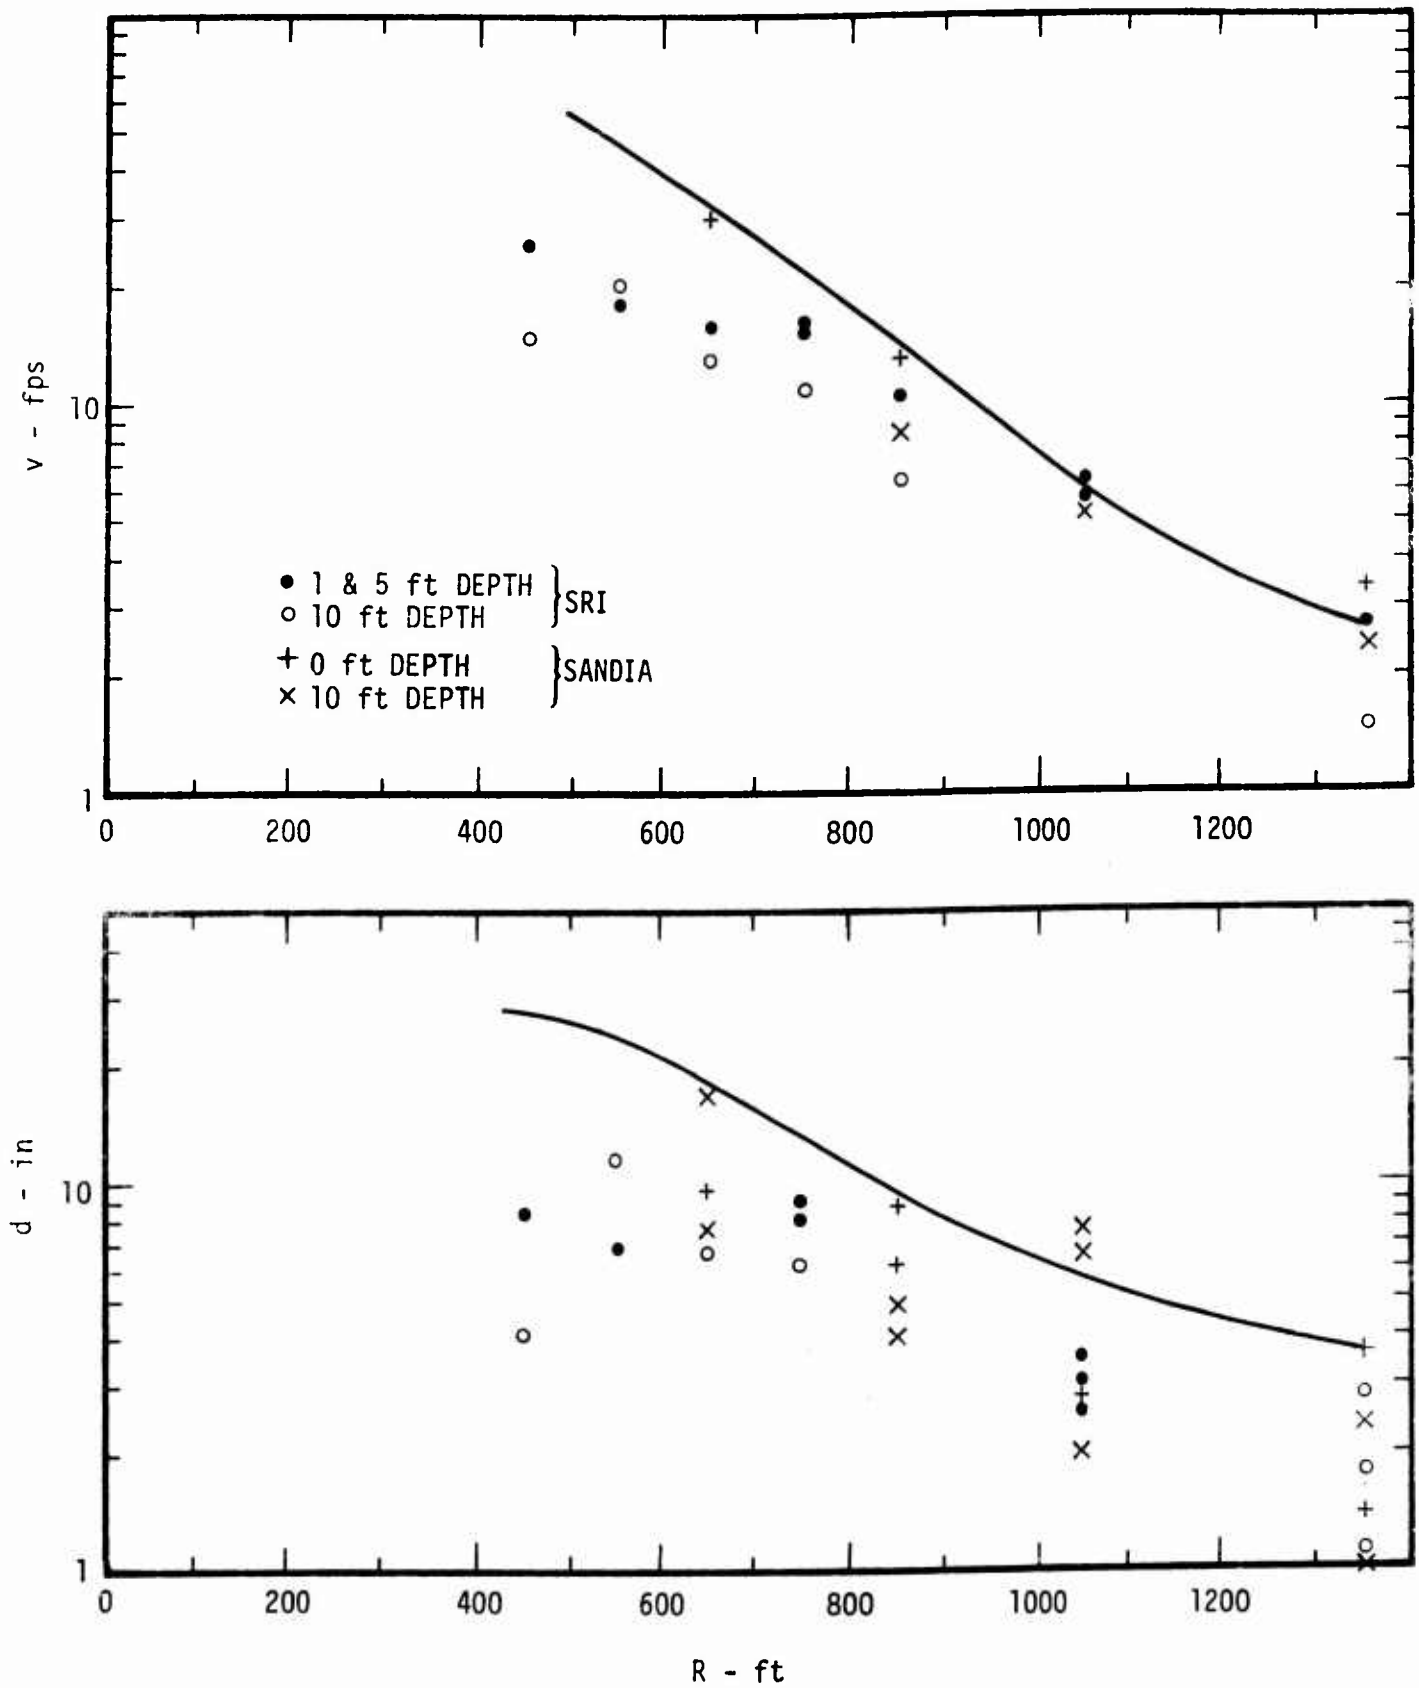 v - fps
10
1
● 1 & 5 ft DEPTH
○ 10 ft DEPTH
SRI
+ 0 ft DEPTH
× 10 ft DEPTH
SANDIA
0 200 400 600 800 1000 1200
d - in
10
1
0 200 400 600 800 1000 1200
R - ft